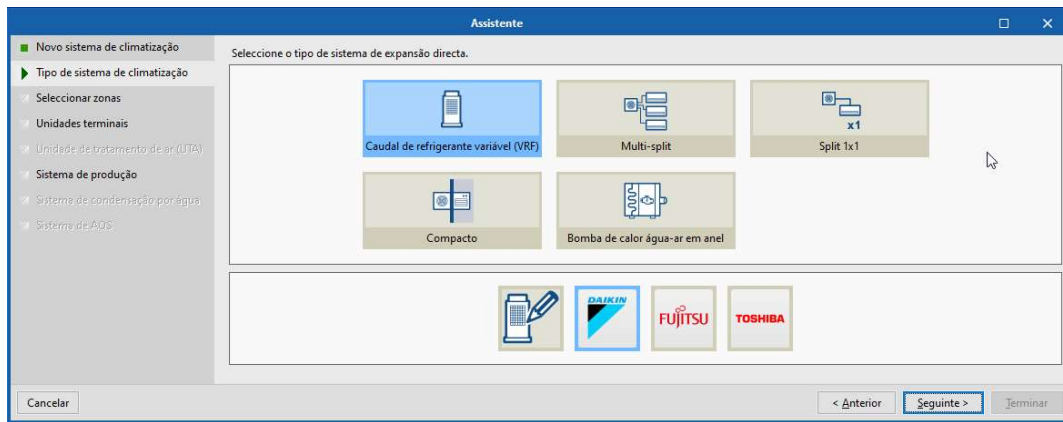 Assistente
Novo sistema de climatização
Tipo de sistema de climatização
Seleccionar zonas
Unidades terminais
Unidade de tratamento de ar (UTA)
Sistema de produção
Sistema de condensação por água
Sistema de AQS
Seleccione o tipo de sistema de expansão directa.
Caudal de refrigerante variável (VRF)
Multi-split
x1
Split 1x1
Compacto
Bomba de calor água-ar em anel
DAIKIN
FUJITSU
TOSHIBA
Cancelar
< Anterior
Seguinte >
Terminar